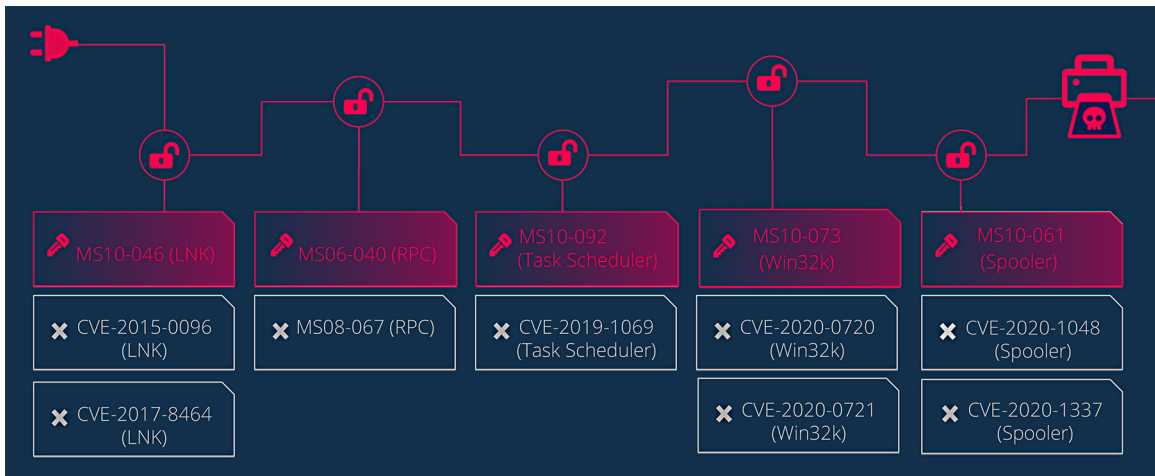 MS10-046 (LNK)
MS06-040 (RPC)
MS10-092
(Task Scheduler)
MS10-073
(Win32k)
MS10-061
(Spooler)
CVE-2015-0096
(LNK)
MS08-067 (RPC)
CVE-2019-1069
(Task Scheduler)
CVE-2020-0720
(Win32k)
CVE-2020-1048
(Spooler)
CVE-2017-8464
(LNK)
CVE-2020-0721
(Win32k)
CVE-2020-1337
(Spooler)